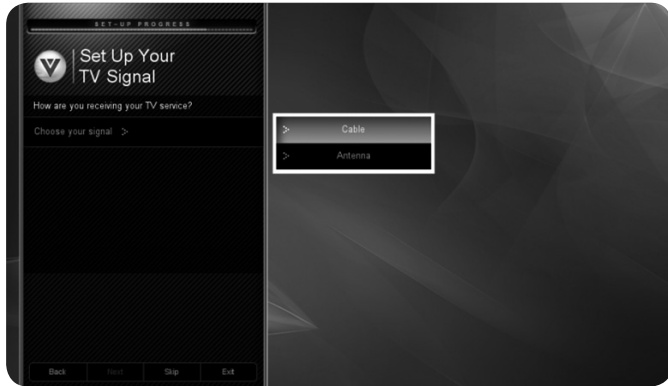 SET-UP PROGRESS
V
Set Up Your
TV Signal
How are you receiving your TV service?
Choose your signal >
> Cable
> Antenna
Back Next Skip Exit